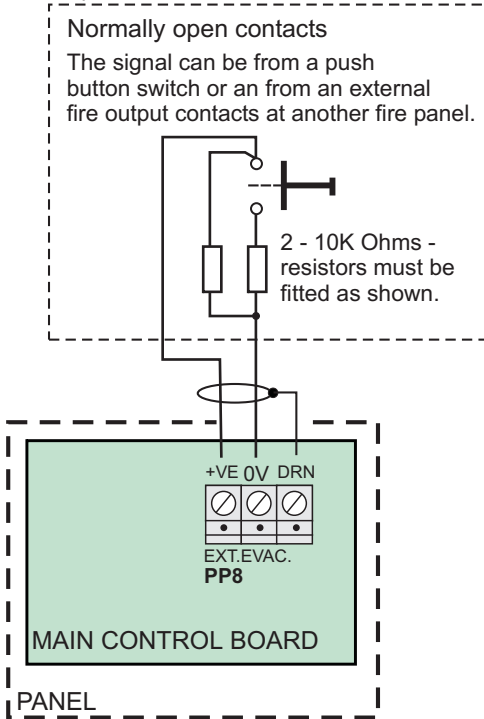 Normally open contacts
The signal can be from a push
button switch or an from an external
fire output contacts at another fire panel.
2 - 10K Ohms -
resistors must be
fitted as shown.
+VE 0V DRN
EXT.EVAC.
PP8
MAIN CONTROL BOARD
PANEL